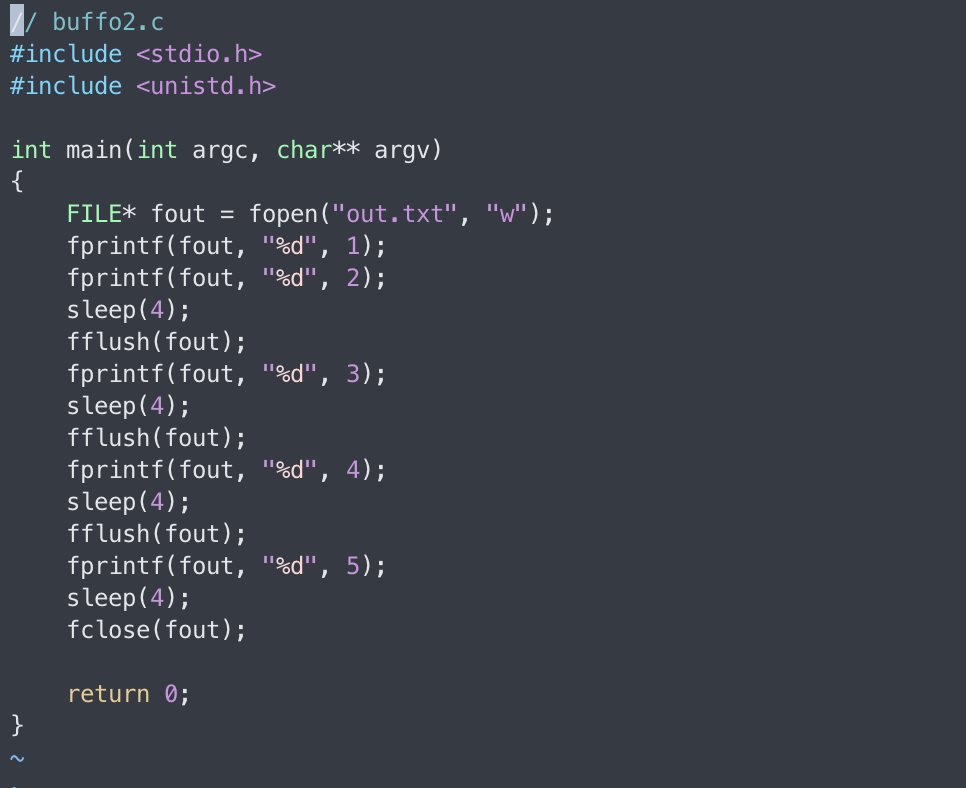 // buffo2.c
#include <stdio.h>
#include <unistd.h>

int main(int argc, char** argv)
{
    FILE* fout = fopen("out.txt", "w");
    fprintf(fout, "%d", 1);
    fprintf(fout, "%d", 2);
    sleep(4);
    fflush(fout);
    fprintf(fout, "%d", 3);
    sleep(4);
    fflush(fout);
    fprintf(fout, "%d", 4);
    sleep(4);
    fflush(fout);
    fprintf(fout, "%d", 5);
    sleep(4);
    fclose(fout);

    return 0;
}
~